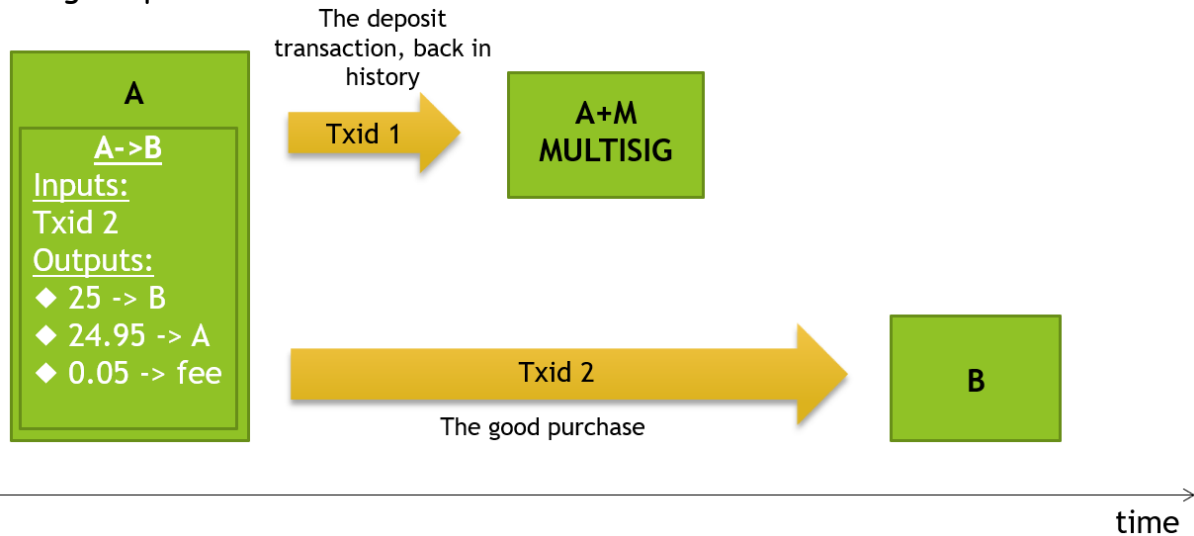 A
A->B
Inputs:
Txid 2
Outputs:
◆ 25 -> B
◆ 24.95 -> A
◆ 0.05 -> fee
The deposit
transaction, back in
history
Txid 1
A+M
MULTISIG
Txid 2
The good purchase
B
time